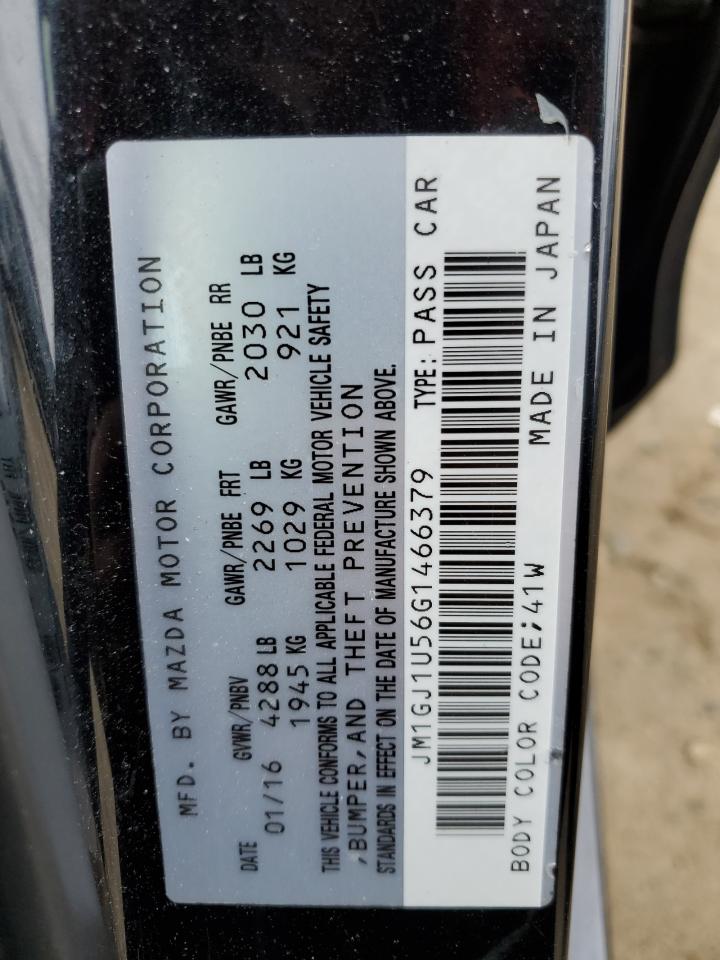 MFD. BY MAZDA MOTOR CORPORATION
DATE GVWR/PNBV GAWR/PNBE FRT GAWR/PNBE RR
01/16 4288 LB 2269 LB 2030 LB
1945 KG 1029 KG 921 KG
THIS VEHICLE CONFORMS TO ALL APPLICABLE FEDERAL MOTOR VEHICLE SAFETY
,BUMPER,AND THEFT PREVENTION
STANDARDS IN EFFECT ON THE DATE OF MANUFACTURE SHOWN ABOVE.
JM1GJ1U56G1466379 TYPE: PASS CAR
BODY COLOR CODE;41W MADE IN JAPAN